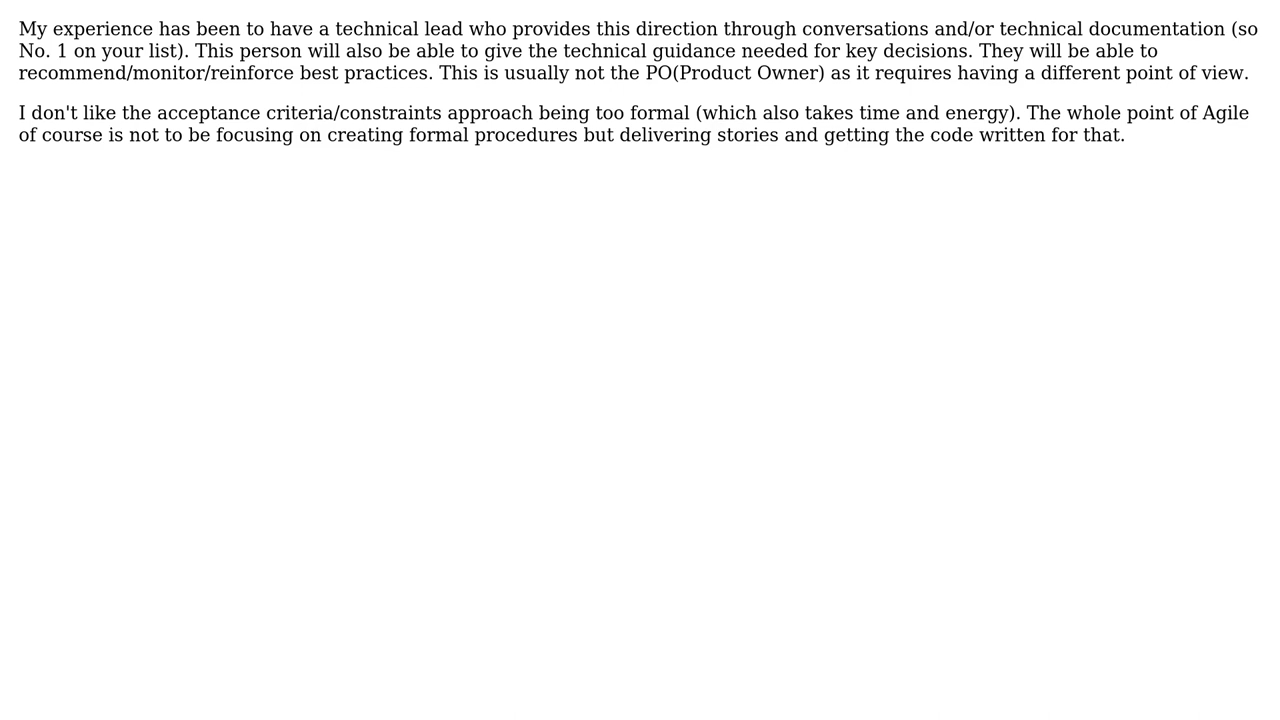 My experience has been to have a technical lead who provides this direction through conversations and/or technical documentation (so
No. 1 on your list). This person will also be able to give the technical guidance needed for key decisions. They will be able to
recommend/monitor/reinforce best practices. This is usually not the PO(Product Owner) as it requires having a different point of view.
I don't like the acceptance criteria/constraints approach being too formal (which also takes time and energy). The whole point of Agile
of course is not to be focusing on creating formal procedures but delivering stories and getting the code written for that.